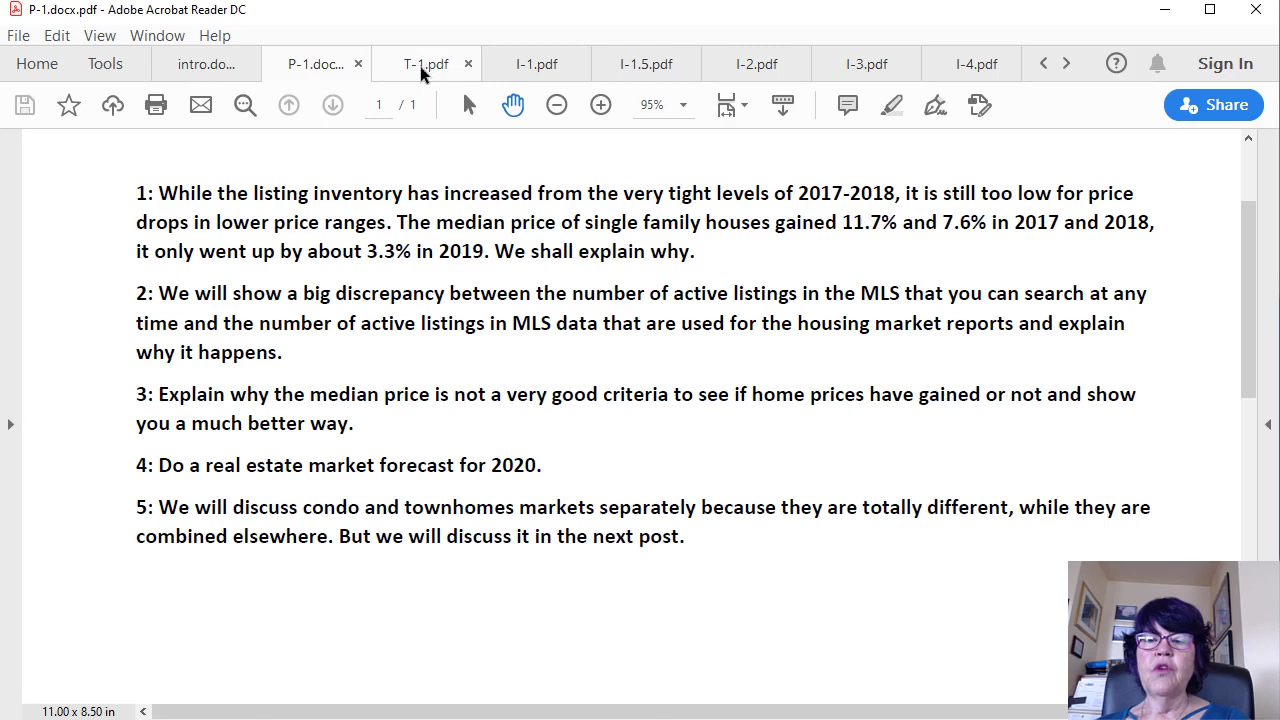 P-1.docx.pdf - Adobe Acrobat Reader DC
File Edit View Window Help
Home Tools intro.do... P-1.doc... T-1.pdf I-1.pdf I-1.5.pdf I-2.pdf I-3.pdf I-4.pdf Sign In
1 / 1 95% Share
1: While the listing inventory has increased from the very tight levels of 2017-2018, it is still too low for price
drops in lower price ranges. The median price of single family houses gained 11.7% and 7.6% in 2017 and 2018,
it only went up by about 3.3% in 2019. We shall explain why.
2: We will show a big discrepancy between the number of active listings in the MLS that you can search at any
time and the number of active listings in MLS data that are used for the housing market reports and explain
why it happens.
3: Explain why the median price is not a very good criteria to see if home prices have gained or not and show
you a much better way.
4: Do a real estate market forecast for 2020.
5: We will discuss condo and townhomes markets separately because they are totally different, while they are
combined elsewhere. But we will discuss it in the next post.
11.00 x 8.50 in